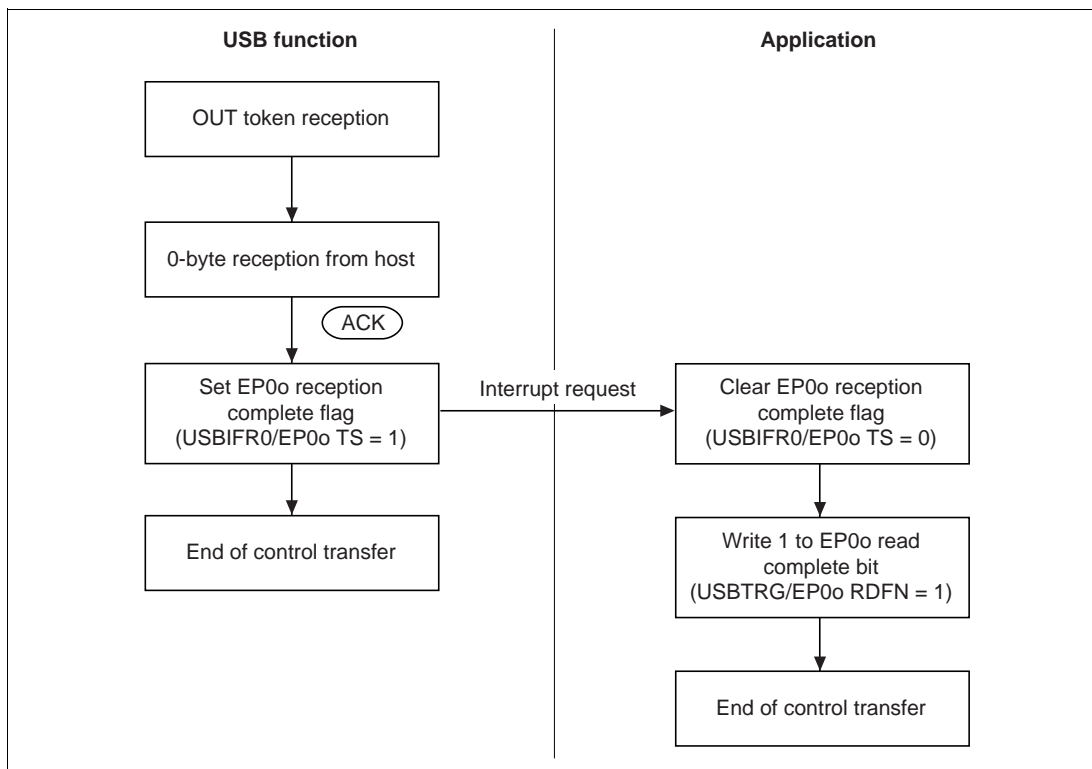 USB function
Application
OUT token reception
0-byte reception from host
ACK
Set EP0o reception
complete flag
(USBIFR0/EP0o TS = 1)
Interrupt request
Clear EP0o reception
complete flag
(USBIFR0/EP0o TS = 0)
End of control transfer
Write 1 to EP0o read
complete bit
(USBTRG/EP0o RDFN = 1)
End of control transfer